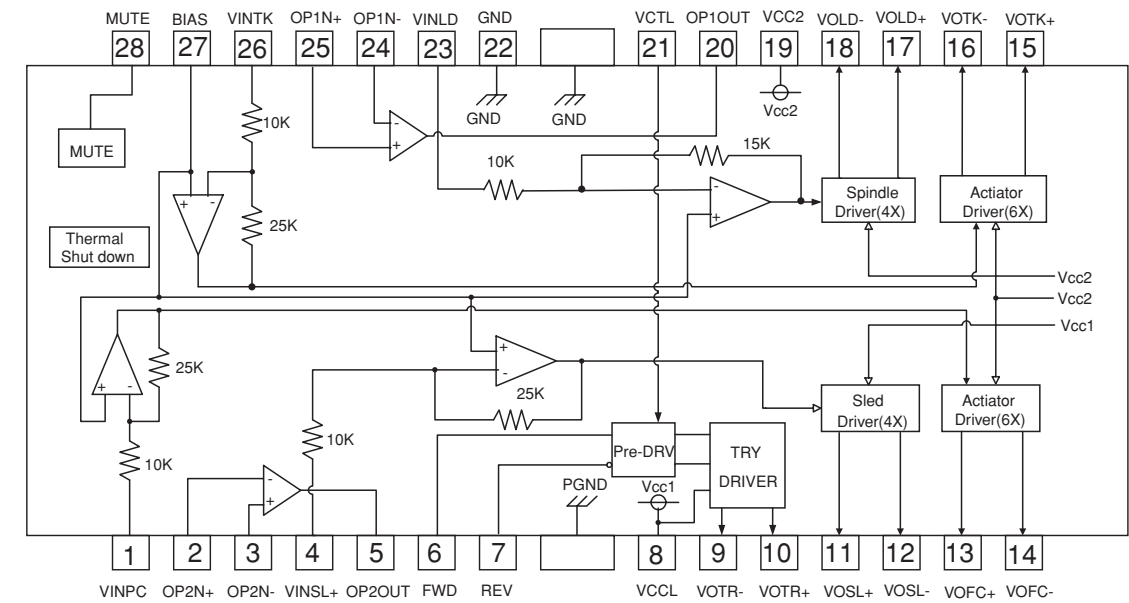 MUTE BIAS VINTK OP1N+ OP1N- VINLD GND VCTL OP1OUT VCC2 VOLD- VOLD+ VOTK- VOTK+
28 27 26 25 24 23 22 21 20 19 18 17 16 15
GND GND Vcc2
10K
MUTE
- +
10K 15K
Spindle Driver(4X)
Actiator Driver(6X)
+ -
- +
25K
Thermal Shut down
Vcc2
Vcc2
Vcc1
+ -
25K
+ -
25K
Sled Driver(4X)
Actiator Driver(6X)
10K
10K
Pre-DRV
TRY DRIVER
- +
PGND
Vcc1
1 2 3 4 5 6 7 8 9 10 11 12 13 14
VINPC OP2N+ OP2N- VINSL+ OP2OUT FWD REV VCCL VOTR- VOTR+ VOSL+ VOSL- VOFC+ VOFC-